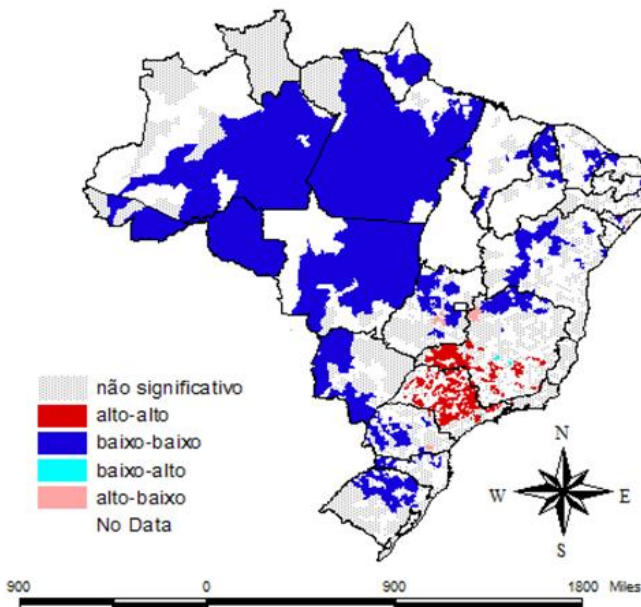 não significativo
alto-alto
baixo-baixo
baixo-alto
alto-baixo
No Data
N
W E
S
900 0 900 1800 Miles